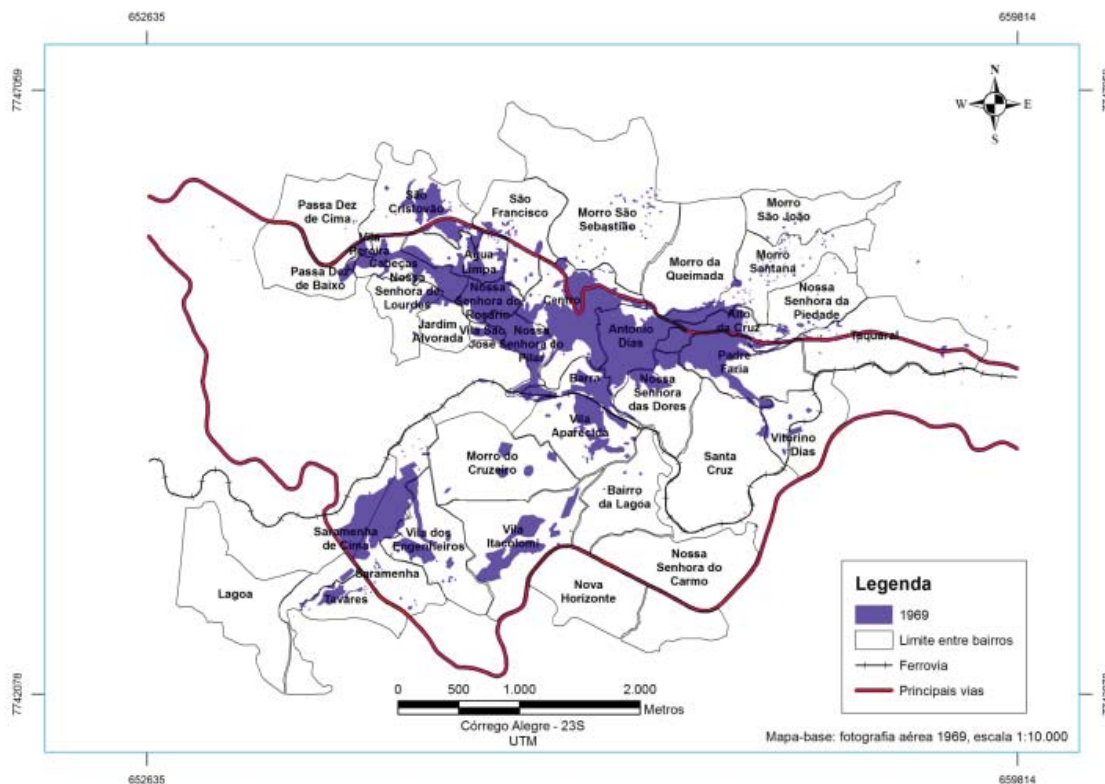 652635
659814
7747059
7747059
N
W
E
S
São
Cristovão
Passa Dez
de Cima
São
Francisco
Morro São
Sebastião
Morro
São João
Vila
Pereira
Cabeças
Água
Limpa
Morro da
Queimada
Morro
Santana
Passa Dez
de Baixo
Nossa
Senhora de
Lourdes
Nossa
Senhora do
Rosário
Centro
Nossa
Senhora da
Piedade
Jardim
Alvorada
Vila São
José
Nossa
Senhora do
Pilar
Antonio
Dias
Alto
da Cruz
Taquaral
Padre
Faria
Barra
Nossa
Senhora
das Dores
Vila
Aparecida
Vitorino
Dias
Morro do
Cruzeiro
Santa
Cruz
Bairro
da Lagoa
Saramenha
de Cima
Vila dos
Engenheiros
Vila
Itacolomi
Nossa
Senhora do
Carmo
Saramenha
Lagoa
Tavares
Nova
Horizonte
Legenda
1969
Limite entre bairros
Ferrovia
Principais vias
0 500 1.000 2.000
Metros
Córrego Alegre - 23S
UTM
Mapa-base: fotografia aérea 1969, escala 1:10.000
7742078
7742078
652635
659814